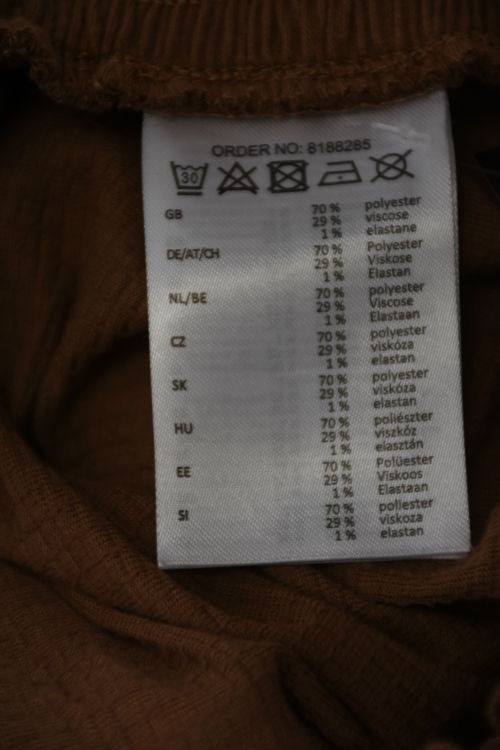 ORDER NO: 8188285
30
GB 70 % polyester
29 % viscose
1 % elastane
DE/AT/CH 70 % Polyester
29 % Viskose
1 % Elastan
NL/BE 70 % polyester
29 % Viscose
1 % Elastaan
CZ 70 % polyester
29 % viskóza
1 % elastan
SK 70 % polyester
29 % viskóza
1 % elastan
HU 70 % poliészter
29 % viszkóz
1 % elasztán
EE 70 % Polüester
29 % Viskoos
1 % Elastaan
SI 70 % poliester
29 % viskoza
1 % elastan